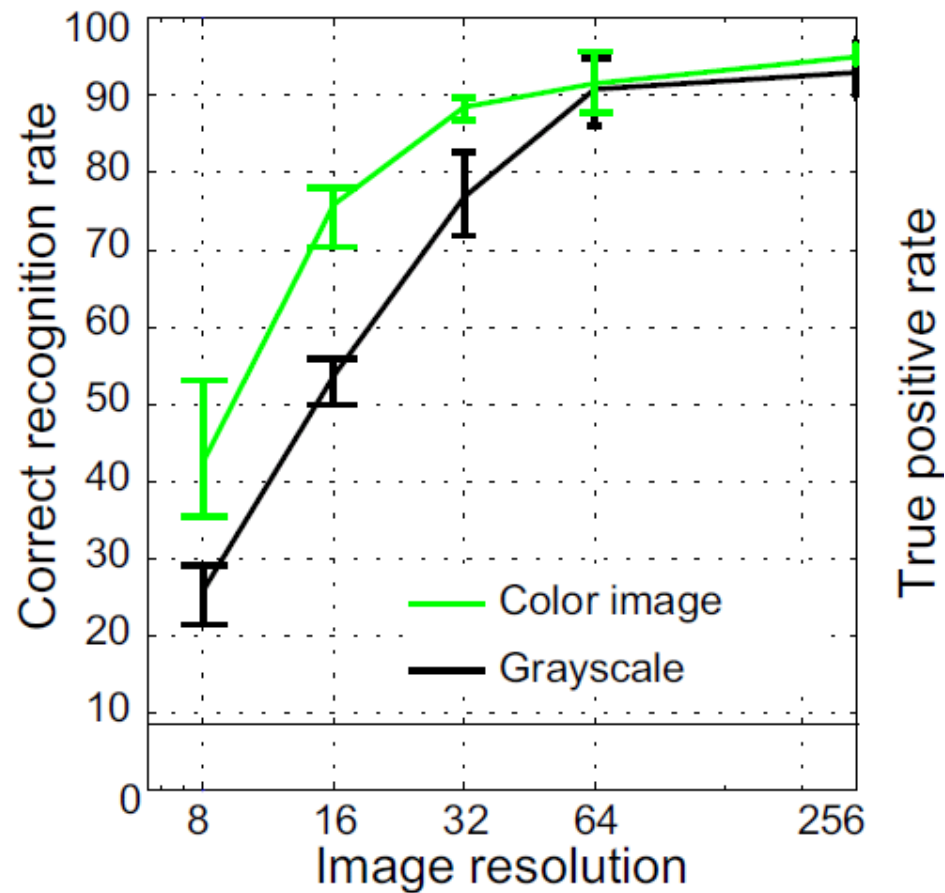 Correct recognition rate
100
90
80
70
60
50
40
30
20
10
0
Color image
Grayscale
8 16 32 64 256
Image resolution
True positive rate